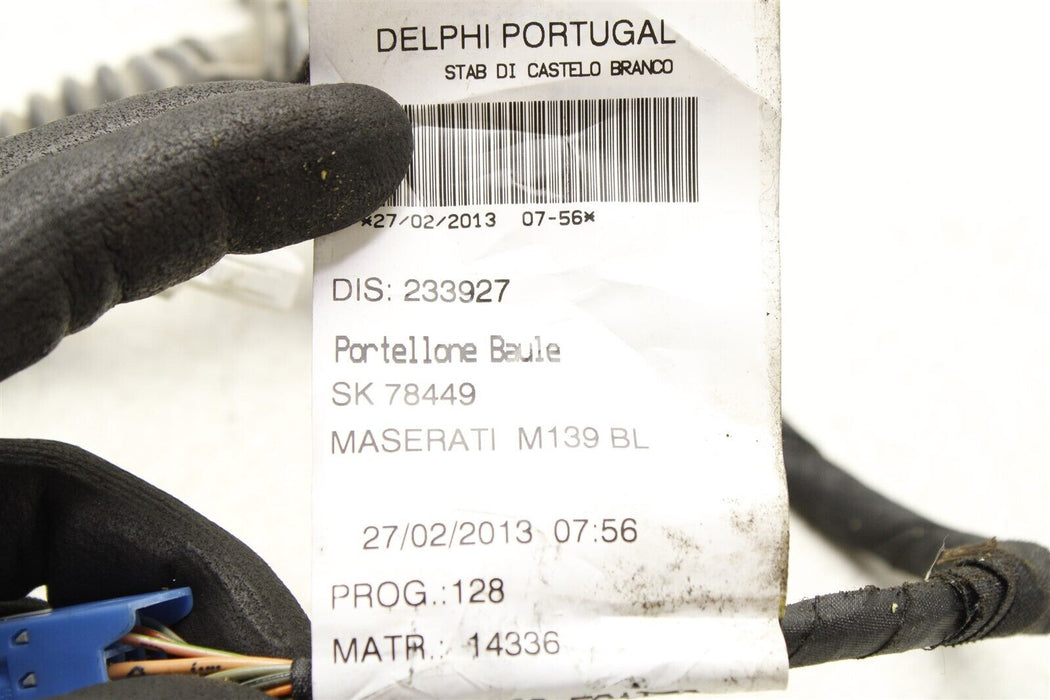 DELPHI PORTUGAL
STAB DI CASTELO BRANCO
*27/02/2013 07-56*
DIS: 233927
Portellone Baule
SK 78449
MASERATI M139 BL
27/02/2013 07:56
PROG.:128
MATR.: 14336